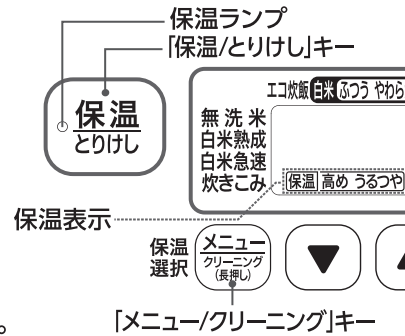 保温ランプ
「保温/とりけし」キー
保温
とりけし
エコ炊飯 白米 ふつう やわら
無洗米
白米熟成
白米急速
炊きこみ
保温 高め うるつや
保温表示
保温
選択
メニュー
クリーニング
(長押し)
▼
。
「メニュー/クリーニング」キー